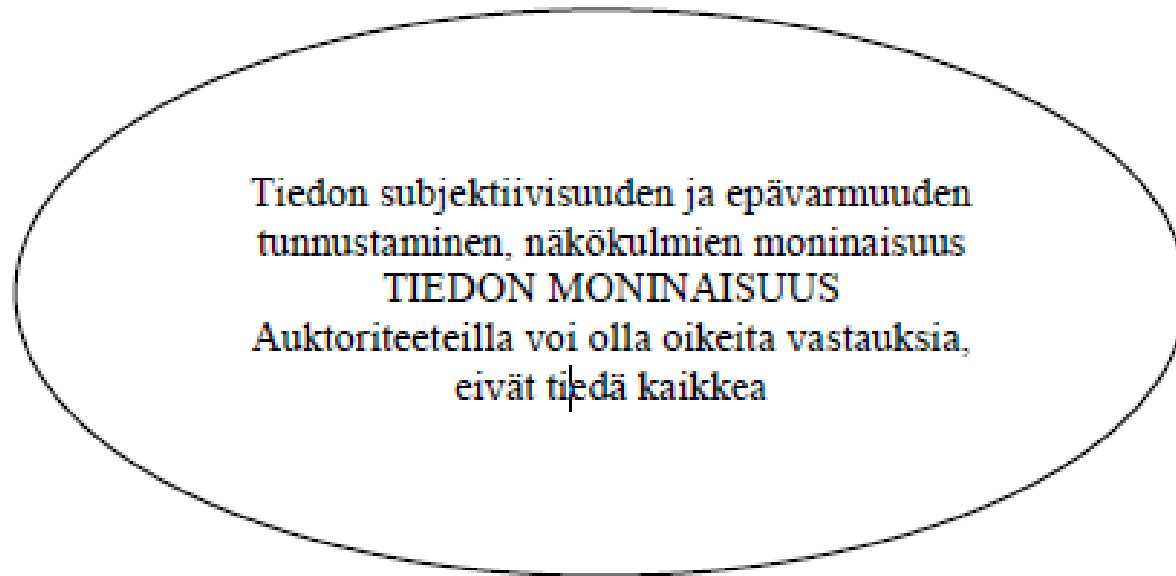 Tiedon subjektiivisuuden ja epävarmuuden
tunnustaminen, näkökulmien moninaisuus
TIEDON MONINAISUUS
Auktoriteeteilla voi olla oikeita vastauksia,
eivät tiedä kaikkea